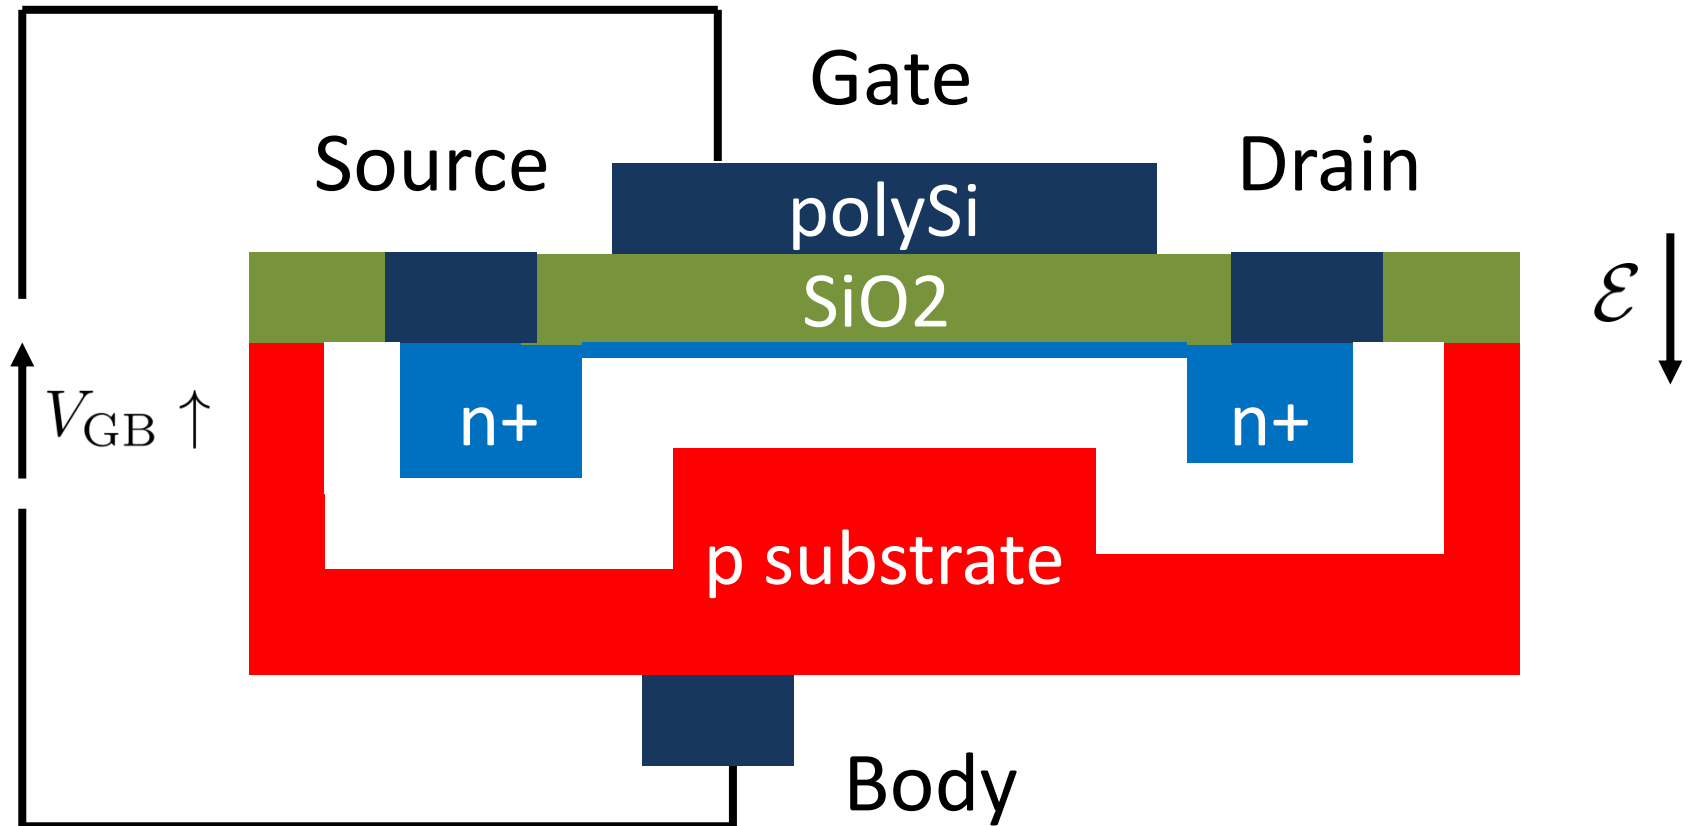 Gate
Source
Drain
polySi
SiO2
ℰ
V_GB ↑
n+
n+
p substrate
Body